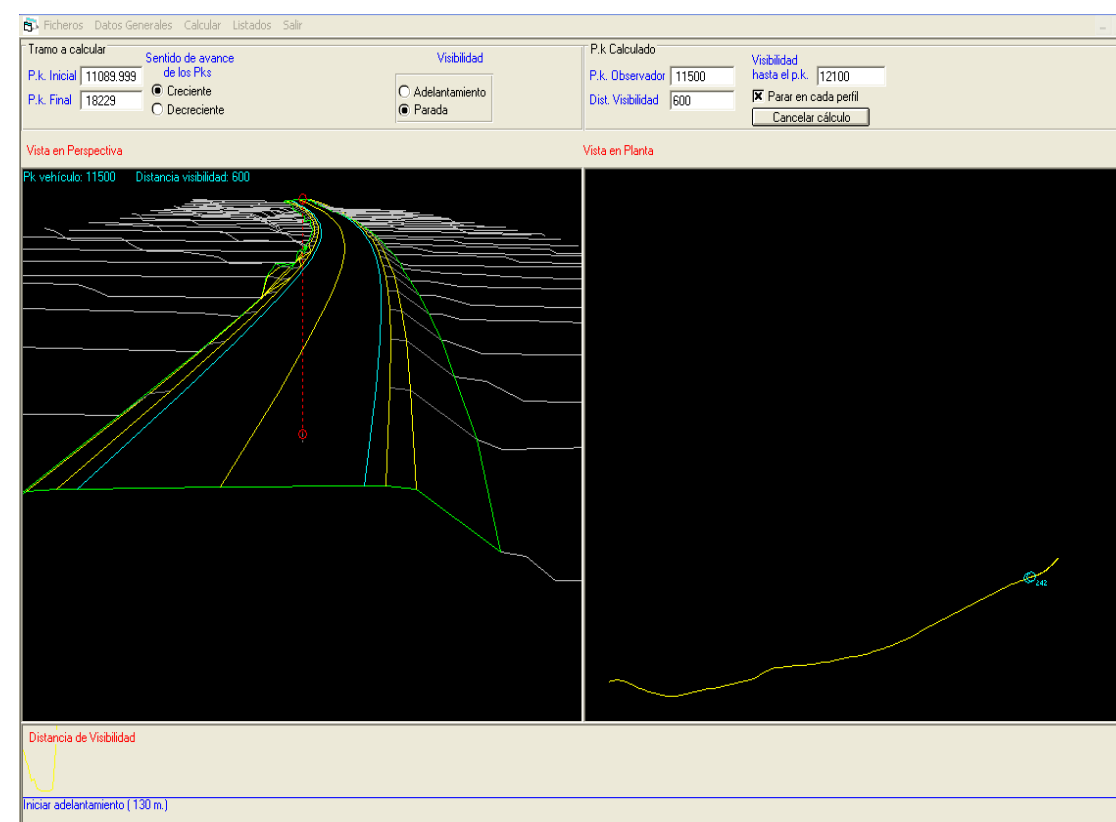 Ficheros Datos Generales Calcular Listados Salir
Tramo a calcular
P.k. Inicial 11089.999
P.k. Final 18229
Sentido de avance
de los Pks
Creciente
Decreciente
Visibilidad
Adelantamiento
Parada
P.k Calculado
P.k. Observador 11500
Dist. Visibilidad 600
Visibilidad
hasta el p.k. 12100
Parar en cada perfil
Cancelar cálculo
Vista en Perspectiva
Vista en Planta
Pk vehículo: 11500 Distancia visibilidad: 600
242
Distancia de Visibilidad
Iniciar adelantamiento ( 130 m.)